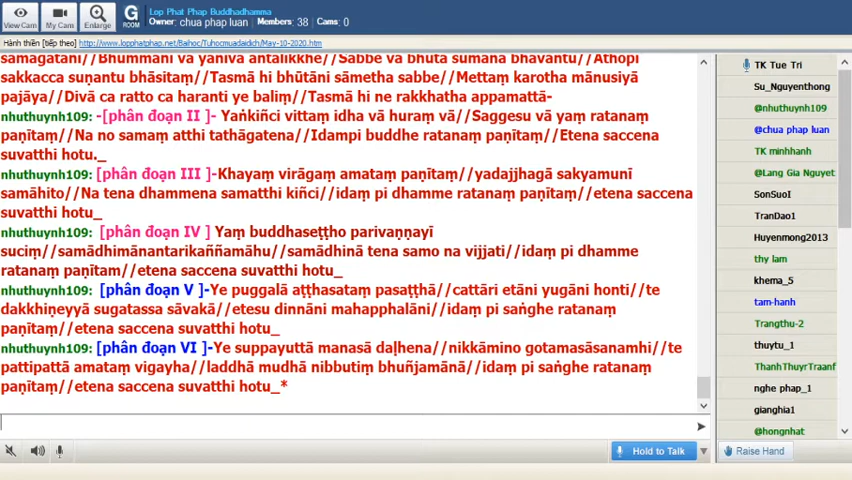 Lop Phat Phap Buddhadhamma
Owner: chua phap luan Members: 38 Cams: 0
View Cam
My Cam
Enlarge
G
ROOM
Hành thiền [tiếp theo] http://www.lopphatphap.net/Baihoc/Tuhocmuadaidich/May-10-2020.htm
samāgatāni//Bhummāni vā yāniva antalikkhe//Sabbe va bhūtā sumanā bhavantu//Athopi
sakkacca suṇantu bhāsitaṃ//Tasmā hi bhūtāni sāmetha sabbe//Mettaṃ karotha mānusiyā
pajāya//Divā ca ratto ca haranti ye baliṃ//Tasmā hi ne rakkhatha appamattā-
nhuthuynh109: -[phân đoạn II ]- Yaṅkiñci vittaṃ idha vā huraṃ vā//Saggesu vā yaṃ ratanaṃ
paṇītaṃ//Na no samaṃ atthi tathāgatena//Idampi buddhe ratanaṃ paṇītaṃ//Etena saccena
suvatthi hotu._
nhuthuynh109: [phân đoạn III ]-Khayaṃ virāgaṃ amataṃ paṇītaṃ//yadajjhagā sakyamunī
samāhito//Na tena dhammena samatthi kiñci//idaṃ pi dhamme ratanaṃ paṇītaṃ//etena saccena
suvatthi hotu_
nhuthuynh109: [phân đoạn IV ] Yaṃ buddhaseṭṭho parivaṇṇayī
suciṃ//samādhimānantarikaññamāhu//samādhinā tena samo na vijjati//idaṃ pi dhamme
ratanaṃ paṇītaṃ//etena saccena suvatthi hotu_
nhuthuynh109: [phân đoạn V ]-Ye puggalā aṭṭhasataṃ pasaṭṭhā//cattāri etāni yugāni honti//te
dakkhiṇeyyā sugatassa sāvakā//etesu dinnāni mahapphalāni//idaṃ pi saṅghe ratanaṃ
paṇītaṃ//etena saccena suvatthi hotu_
nhuthuynh109: [phân đoạn VI ]-Ye suppayuttā manasā daḷhena//nikkāmino gotamasāsanamhi//te
pattipattā amataṃ vigayha//laddhā mudhā nibbutiṃ bhuñjamānā//idaṃ pi saṅghe ratanaṃ
paṇītaṃ//etena saccena suvatthi hotu_*
Hold to Talk
TK Tue Tri
Su_Nguyenthong
@nhuthuynh109
@chua phap luan
TK minhhanh
@Lang Gia Nguyet
SonSuoI
TranDao1
Huyenmong2013
thy lam
khema_5
tam-hanh
Trangthu-2
thuytu_1
ThanhThuyrTraanf
nghe phap_1
gianghia1
@hongnhat
Raise Hand